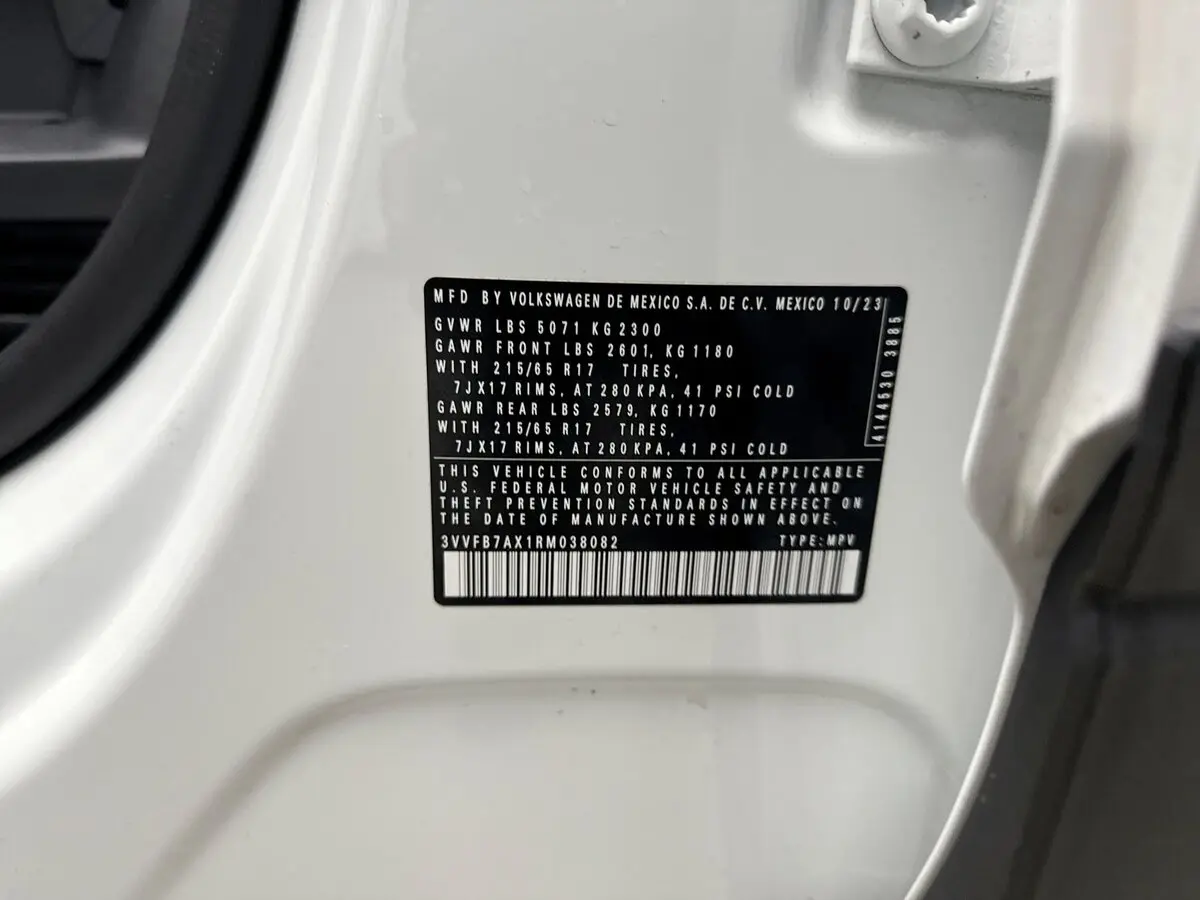 MFD BY VOLKSWAGEN DE MEXICO S.A. DE C.V. MEXICO 10/23
GVWR LBS 5071 KG 2300
GAWR FRONT LBS 2601, KG 1180
WITH 215/65 R17 TIRES,
7JX17 RIMS, AT 280 KPA, 41 PSI COLD
GAWR REAR LBS 2579, KG 1170
WITH 215/65 R17 TIRES,
7JX17 RIMS, AT 280 KPA, 41 PSI COLD
4144530 3885
THIS VEHICLE CONFORMS TO ALL APPLICABLE
U.S. FEDERAL MOTOR VEHICLE SAFETY AND
THEFT PREVENTION STANDARDS IN EFFECT ON
THE DATE OF MANUFACTURE SHOWN ABOVE.
3VVFB7AX1RM038082 TYPE: MPV